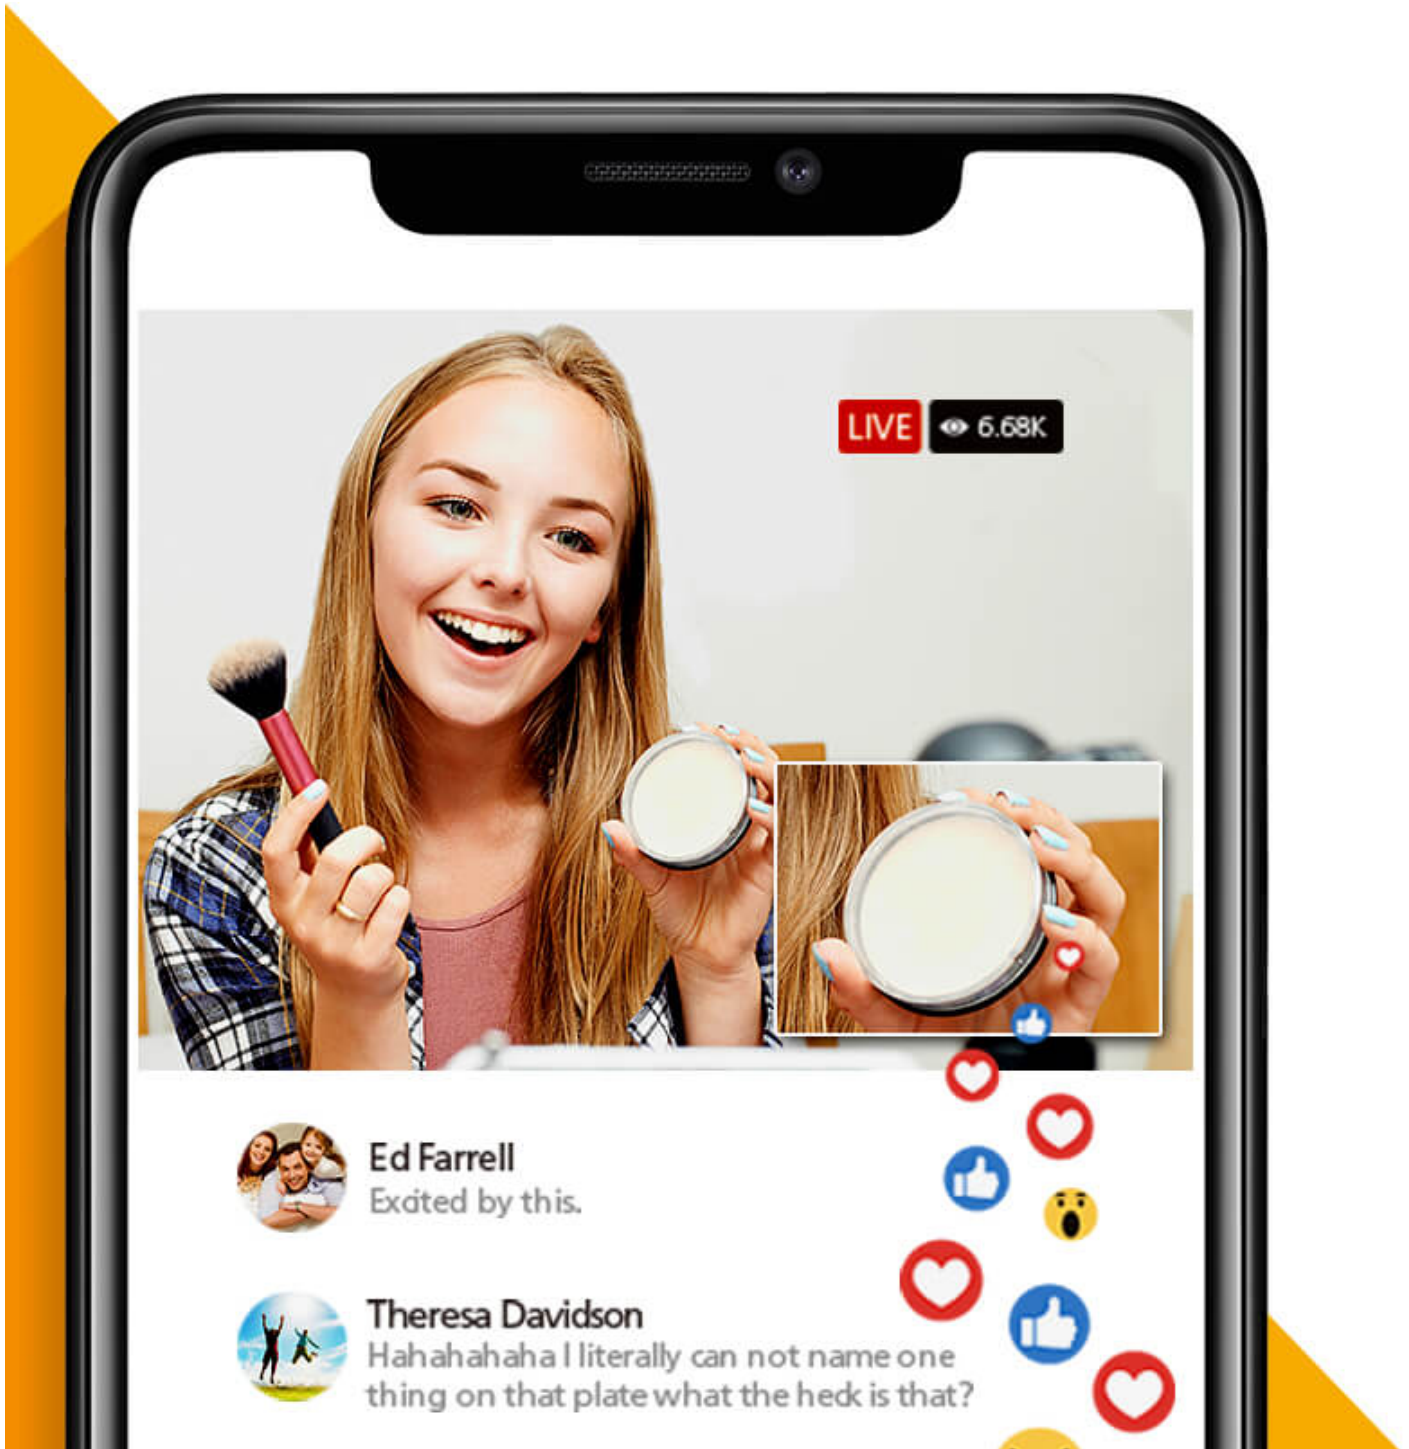 LIVE 6.68K
Ed Farrell
Excited by this.
Theresa Davidson
Hahahahaha I literally can not name one
thing on that plate what the heck is that?